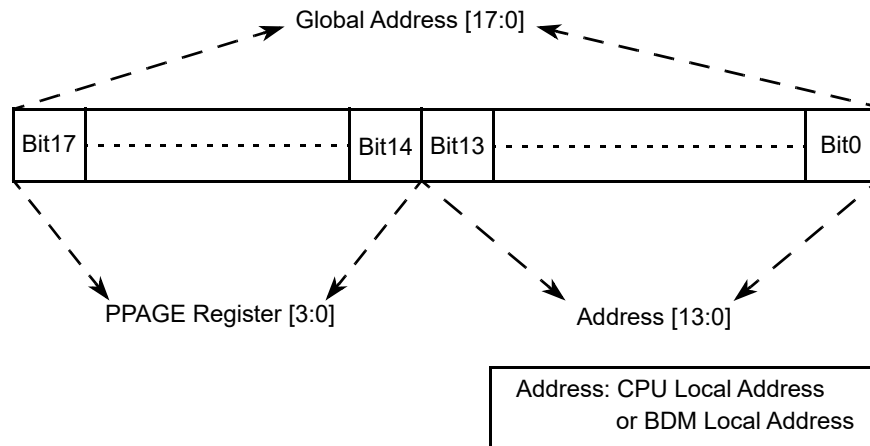 Global Address [17:0]
Bit17 Bit14 Bit13 Bit0
PPAGE Register [3:0]
Address [13:0]
Address: CPU Local Address
or BDM Local Address